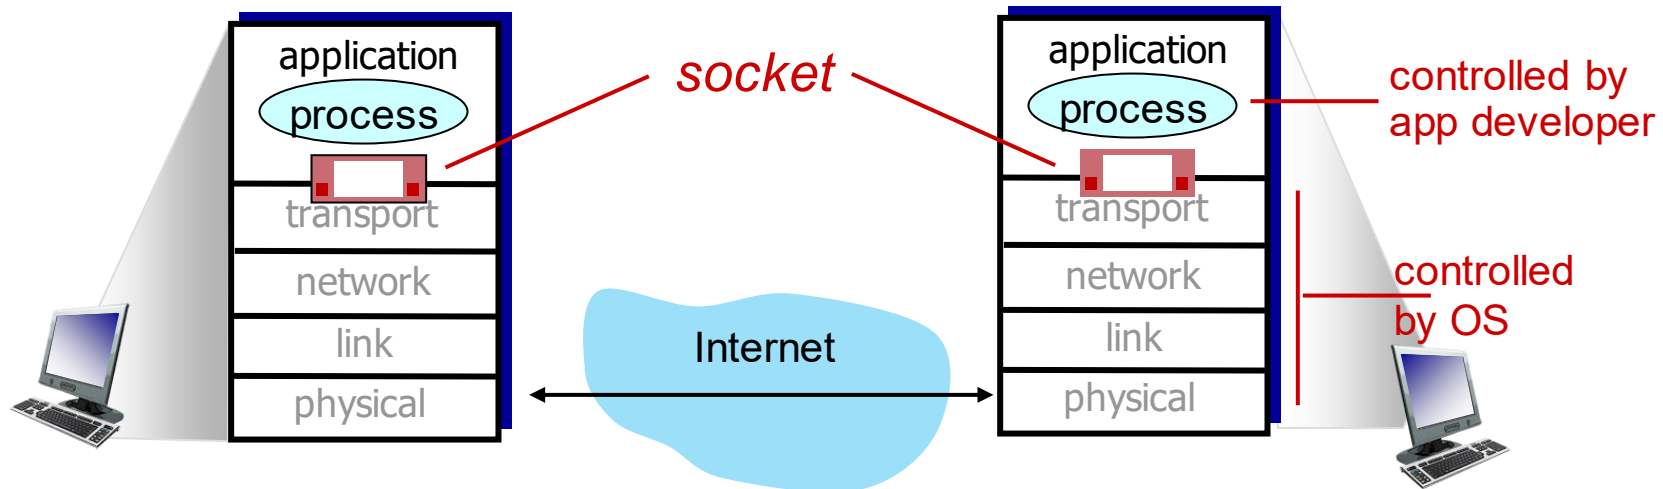 application
process
transport
network
link
physical
socket
Internet
application
process
transport
network
link
physical
controlled by
app developer
controlled
by OS